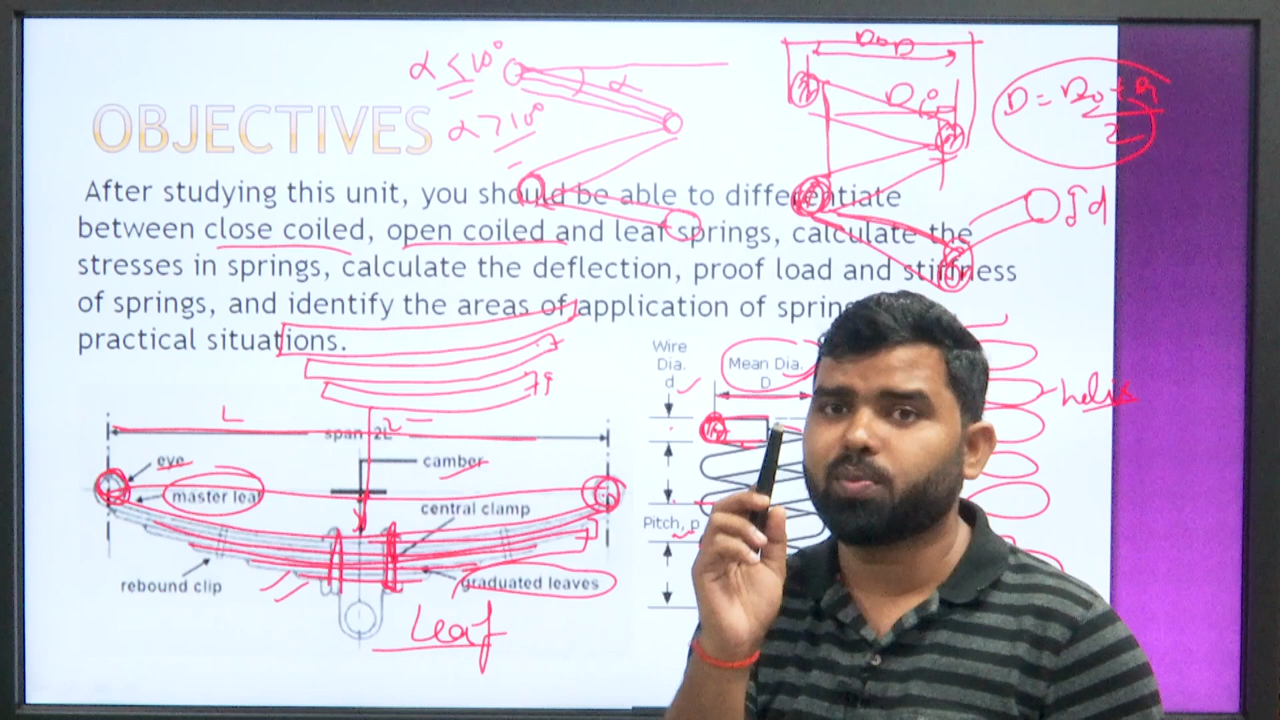 α ≤ 10°
α > 10°
α
D₀
Di
D = D₀ + Di / 2
d
OBJECTIVES
After studying this unit, you should be able to differentiate
between close coiled, open coiled and leaf springs, calculate the
stresses in springs, calculate the deflection, proof load and stiffness
of springs, and identify the areas of application of
practical situations.
Wire
Dia.
d
Mean Dia.
D
helix
L
span 2L
eye
camber
master leaf
central clamp
Pitch, p
rebound clip
graduated leaves
Leaf